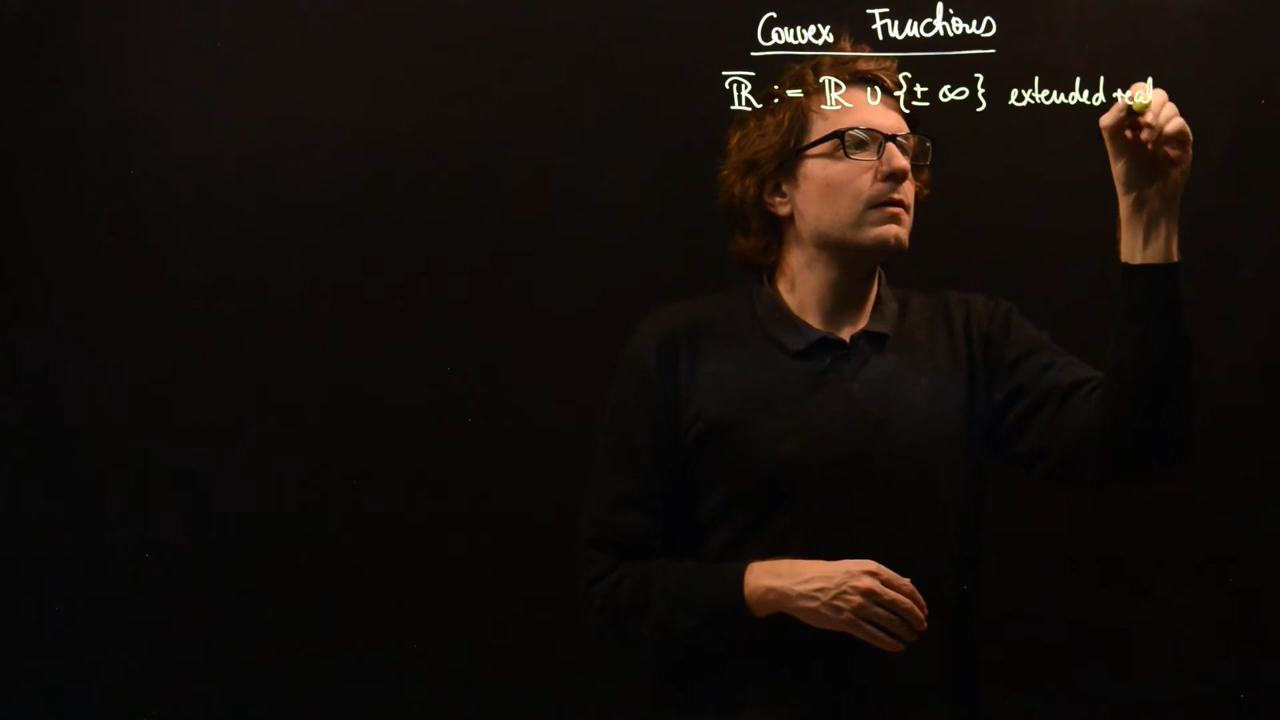 Convex Functions
ℝ̅ := ℝ ∪ {± ∞} extended real